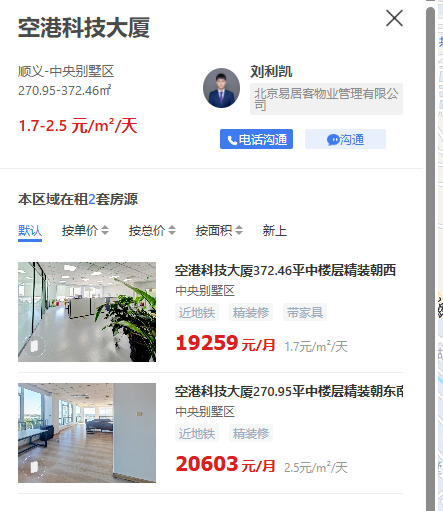 空港科技大厦
顺义-中央别墅区
270.95-372.46㎡
1.7-2.5 元/m²/天
刘利凯
北京易居客物业管理有限公
司
电话沟通
沟通
本区域在租2套房源
默认 按单价 按总价 按面积 新上
空港科技大厦372.46平中楼层精装朝西
中央别墅区
近地铁 精装修 带家具
19259 元/月 1.7元/m²/天
空港科技大厦270.95平中楼层精装朝东南
中央别墅区
近地铁 精装修
20603 元/月 2.5元/m²/天